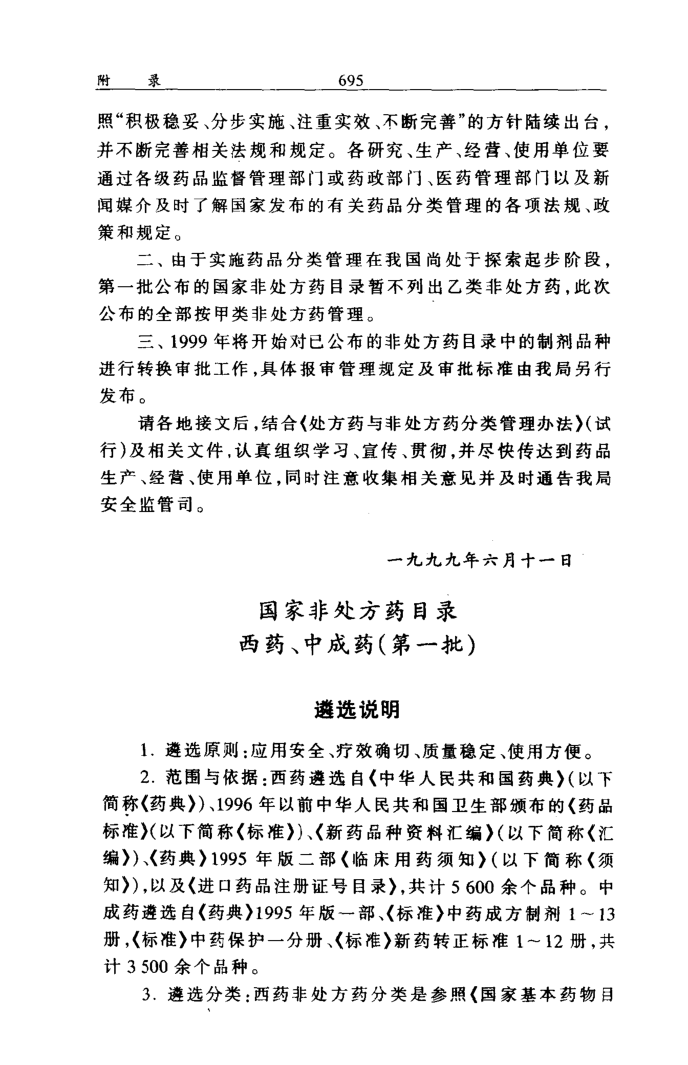 附 录 695
照“积极稳妥、分步实施、注重实效、不断完善”的方针陆续出台，
并不断完善相关法规和规定。各研究、生产、经营、使用单位要
通过各级药品监督管理部门或药政部门、医药管理部门以及新
闻媒介及时了解国家发布的有关药品分类管理的各项法规、政
策和规定。
二、由于实施药品分类管理在我国尚处于探索起步阶段，
第一批公布的国家非处方药目录暂不列出乙类非处方药，此次
公布的全部按甲类非处方药管理。
三、1999 年将开始对已公布的非处方药目录中的制剂品种
进行转换审批工作，具体报审管理规定及审批标准由我局另行
发布。
请各地接文后，结合《处方药与非处方药分类管理办法》（试
行）及相关文件，认真组织学习、宣传、贯彻，并尽快传达到药品
生产、经营、使用单位，同时注意收集相关意见并及时通告我局
安全监管司。
一九九九年六月十一日
国家非处方药目录
西药、中成药（第一批）
遴选说明
1. 遴选原则：应用安全、疗效确切、质量稳定、使用方便。
2. 范围与依据：西药遴选自《中华人民共和国药典》（以下
简称《药典》）、1996 年以前中华人民共和国卫生部颁布的《药品
标准》（以下简称《标准》）、《新药品种资料汇编》（以下简称《汇
编》）、《药典》1995 年版二部《临床用药须知》（以下简称《须
知》），以及《进口药品注册证号目录》，共计 5 600 余个品种。中
成药遴选自《药典》1995 年版一部、《标准》中药成方制剂 1～13
册，《标准》中药保护一分册、《标准》新药转正标准 1～12 册，共
计 3 500 余个品种。
3. 遴选分类：西药非处方药分类是参照《国家基本药物目